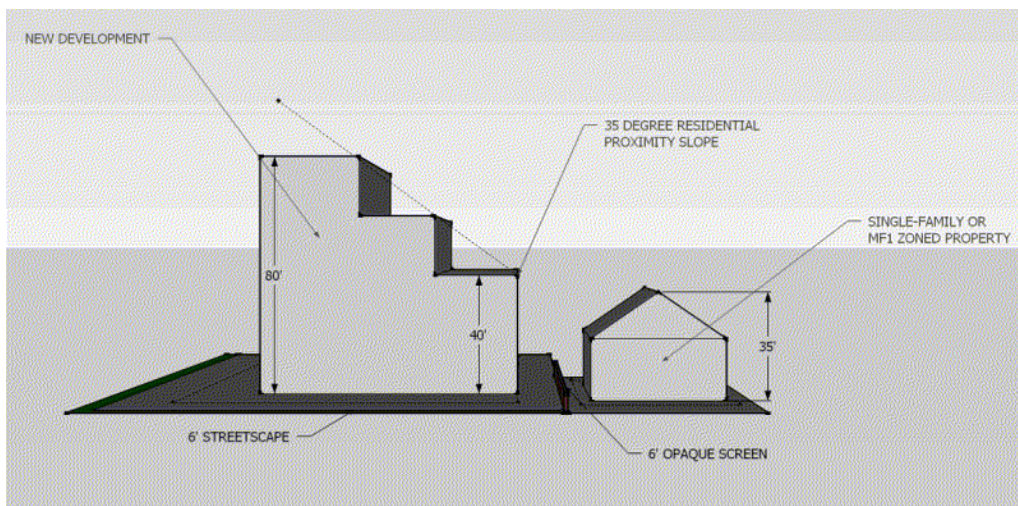 NEW DEVELOPMENT
35 DEGREE RESIDENTIAL
PROXIMITY SLOPE
SINGLE-FAMILY OR
MF1 ZONED PROPERTY
80'
40'
35'
6' STREETSCAPE
6' OPAQUE SCREEN